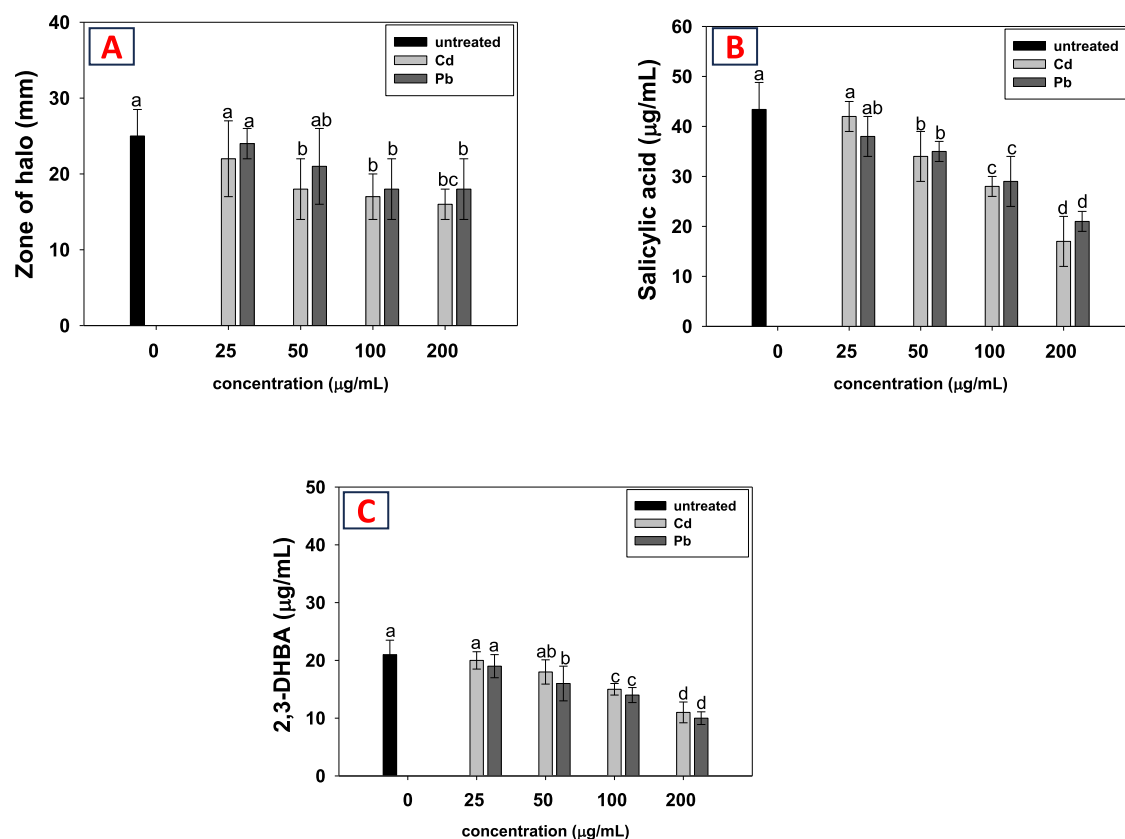 A
untreated
Cd
Pb
Zone of halo (mm)
40
30
20
10
0
a
a
a
b
ab
b
b
bc
b
0 25 50 100 200
concentration (μg/mL)
B
untreated
Cd
Pb
Salicylic acid (μg/mL)
60
50
40
30
20
10
0
a
a
ab
b
b
c
c
d
d
0 25 50 100 200
concentration (μg/mL)
C
untreated
Cd
Pb
2,3-DHBA (μg/mL)
50
40
30
20
10
0
a
a
a
ab
b
c
c
d
d
0 25 50 100 200
concentration (μg/mL)